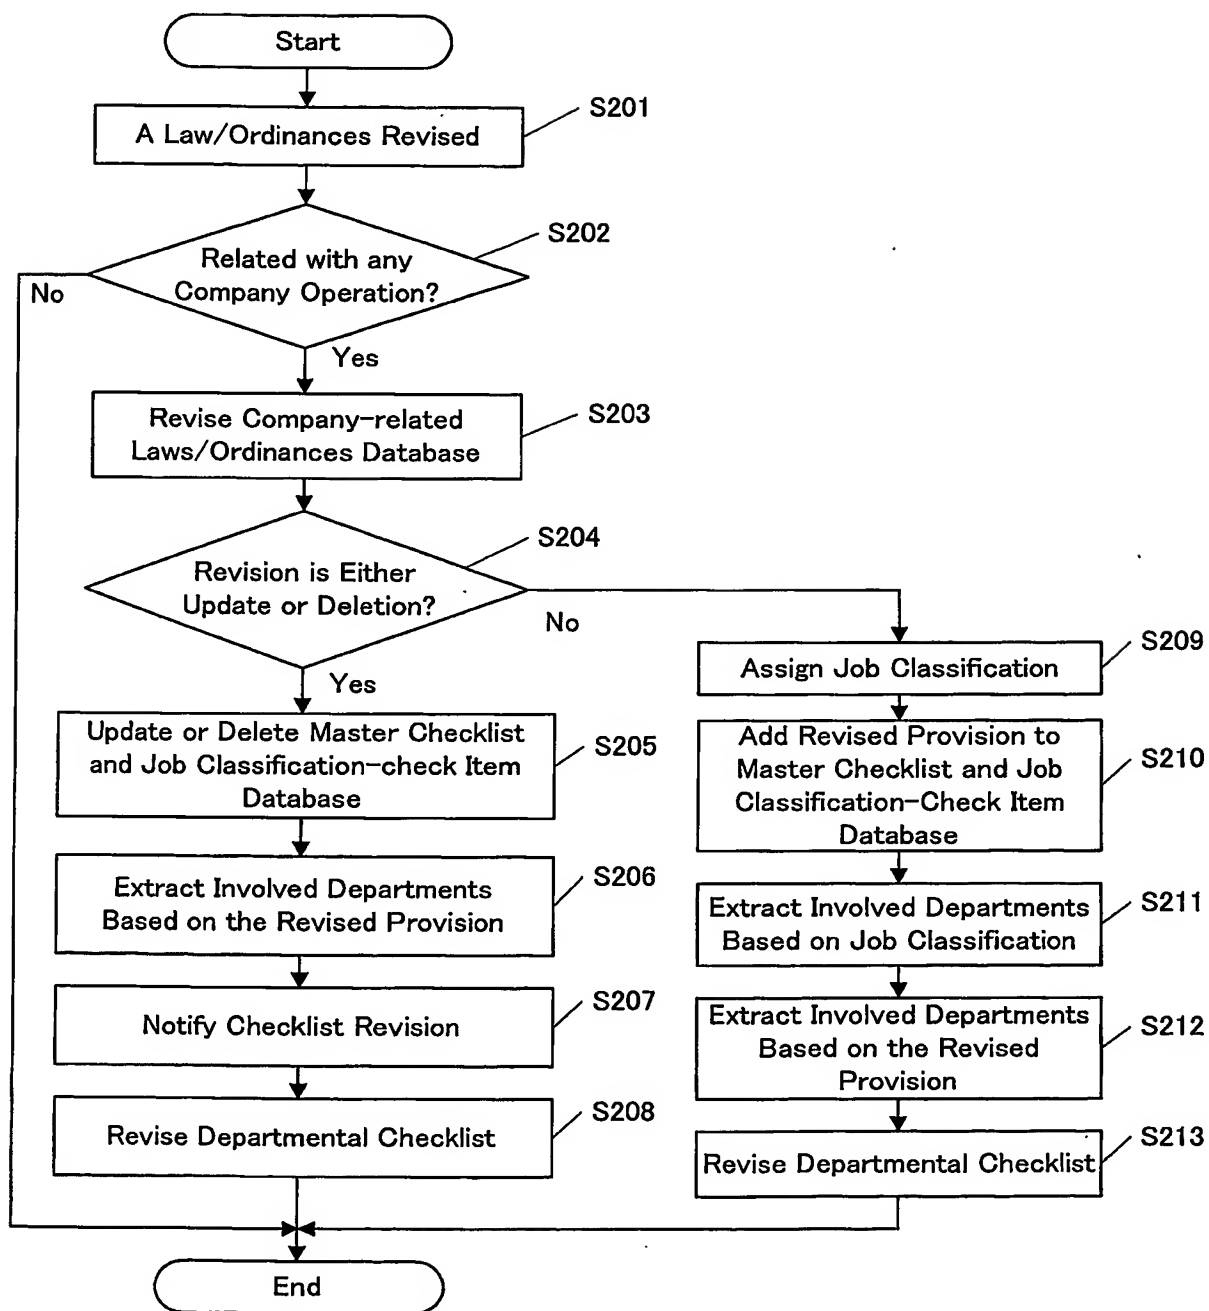 Start
A Law/Ordinances Revised
S201
Related with any
Company Operation?
S202
No
Yes
Revise Company-related
Laws/Ordinances Database
S203
Revision is Either
Update or Deletion?
S204
No
Yes
Update or Delete Master Checklist
and Job Classification-check Item
Database
S205
Extract Involved Departments
Based on the Revised Provision
S206
Notify Checklist Revision
S207
Revise Departmental Checklist
S208
Assign Job Classification
S209
Add Revised Provision to
Master Checklist and Job
Classification-Check Item
Database
S210
Extract Involved Departments
Based on Job Classification
S211
Extract Involved Departments
Based on the Revised
Provision
S212
Revise Departmental Checklist
S213
End